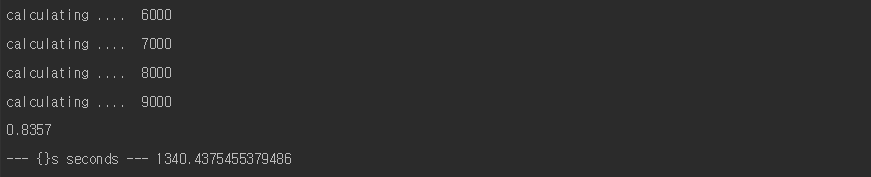 calculating .... 6000
calculating .... 7000
calculating .... 8000
calculating .... 9000
0.8357
--- {}s seconds --- 1340.4375455379486